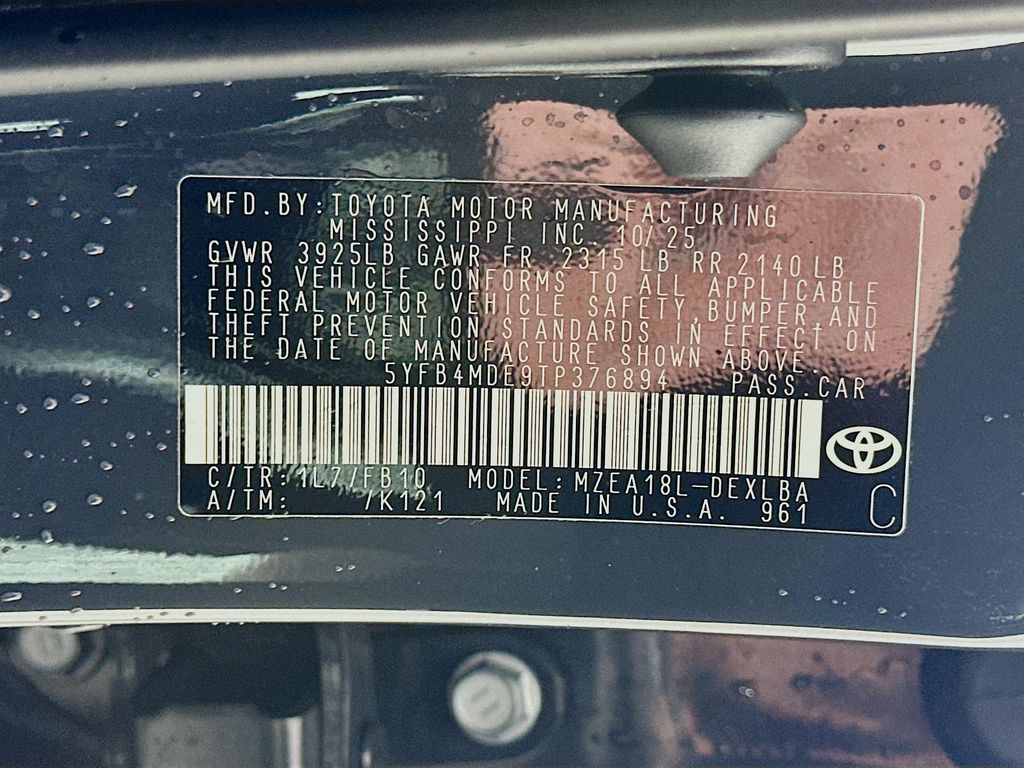 MFD.BY:TOYOTA MOTOR MANUFACTURING
MISSISSIPPI INC. 10/25
GVWR 3925LB GAWR FR 2315 LB RR 2140 LB
THIS VEHICLE CONFORMS TO ALL APPLICABLE
FEDERAL MOTOR VEHICLE SAFETY, BUMPER AND
THEFT PREVENTION STANDARDS IN EFFECT ON
THE DATE OF MANUFACTURE SHOWN ABOVE.
5YFB4MDE9TP376894 PASS.CAR
C/TR:1L7/FB10 MODEL:MZEA18L-DEXLBA
A/TM: /K121 MADE IN U.S.A. 961 C